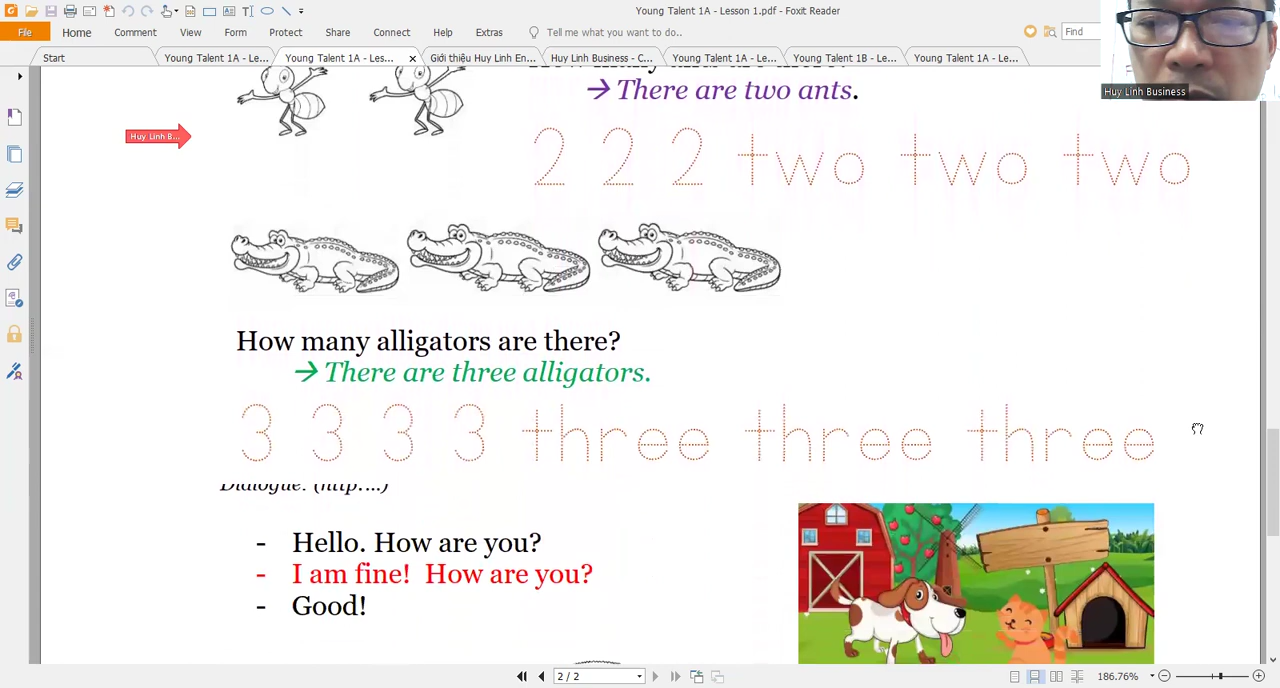 Young Talent 1A - Lesson 1.pdf - Foxit Reader
File Home Comment View Form Protect Share Connect Help Extras Tell me what you want to do.. Find
Start Young Talent 1A - Le... Young Talent 1A - Les... Giới thiệu Huy Linh En... Huy Linh Business - C... Young Talent 1A - Le... Young Talent 1B - Le... Young Talent 1A - Le...
Huy Linh Business
→ There are two ants.
Huy Linh B...
2 2 2 two two two
How many alligators are there?
→ There are three alligators.
3 3 3 3 three three three
Dialogue: (http:...)
- Hello. How are you?
- I am fine! How are you?
- Good!
2 / 2
186.76%